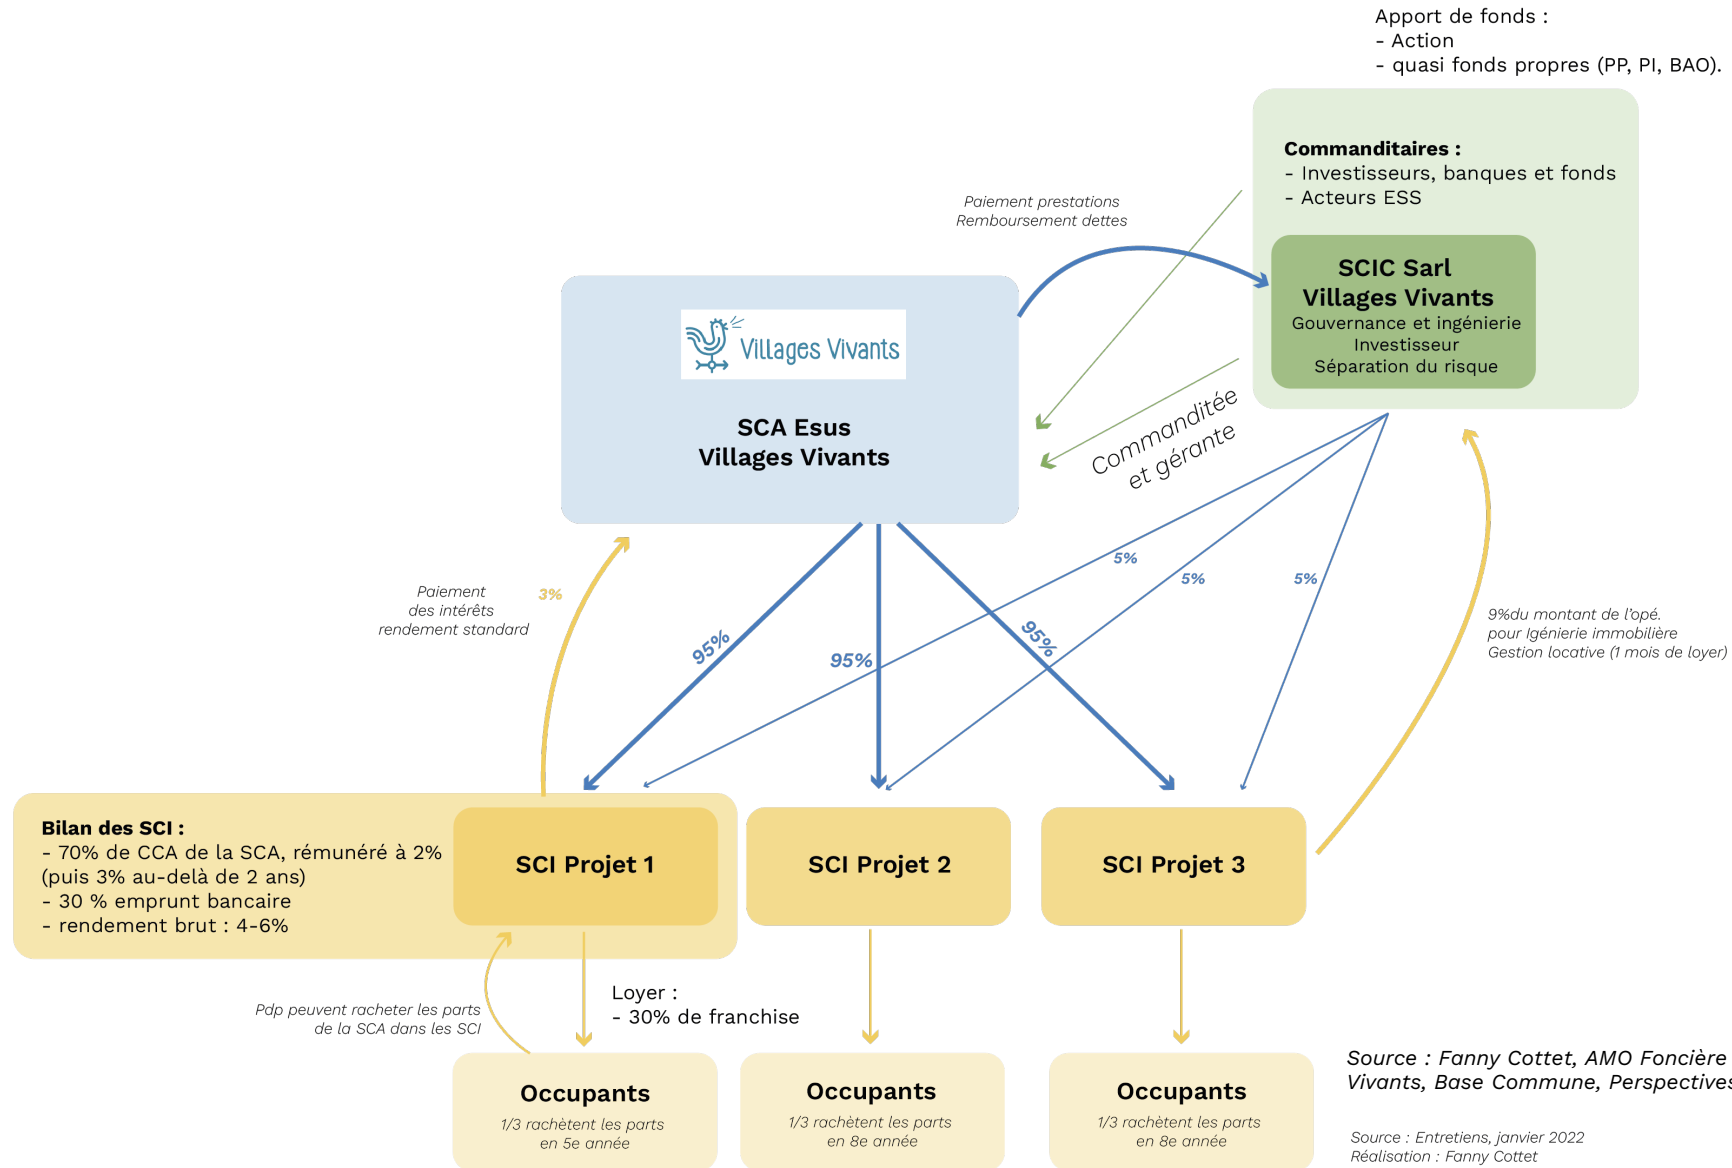 Apport de fonds :
- Action
- quasi fonds propres (PP, PI, BAO).
Commanditaires :
- Investisseurs, banques et fonds
- Acteurs ESS
SCIC Sarl
Villages Vivants
Gouvernance et ingénierie
Investisseur
Séparation du risque
Paiement prestations
Remboursement dettes
Villages Vivants
SCA Esus
Villages Vivants
Commanditée
et gérante
5%
5%
5%
Paiement
des intérêts
rendement standard
3%
95%
95%
95%
9%du montant de l'opé.
pour Igénierie immobilière
Gestion locative (1 mois de loyer)
Bilan des SCI :
- 70% de CCA de la SCA, rémunéré à 2%
(puis 3% au-delà de 2 ans)
- 30 % emprunt bancaire
- rendement brut : 4-6%
SCI Projet 1
SCI Projet 2
SCI Projet 3
Pdp peuvent racheter les parts
de la SCA dans les SCI
Loyer :
- 30% de franchise
Occupants
1/3 rachètent les parts
en 5e année
Occupants
1/3 rachètent les parts
en 8e année
Occupants
1/3 rachètent les parts
en 8e année
Source : Fanny Cottet, AMO Foncière
Vivants, Base Commune, Perspectives
Source : Entretiens, janvier 2022
Réalisation : Fanny Cottet